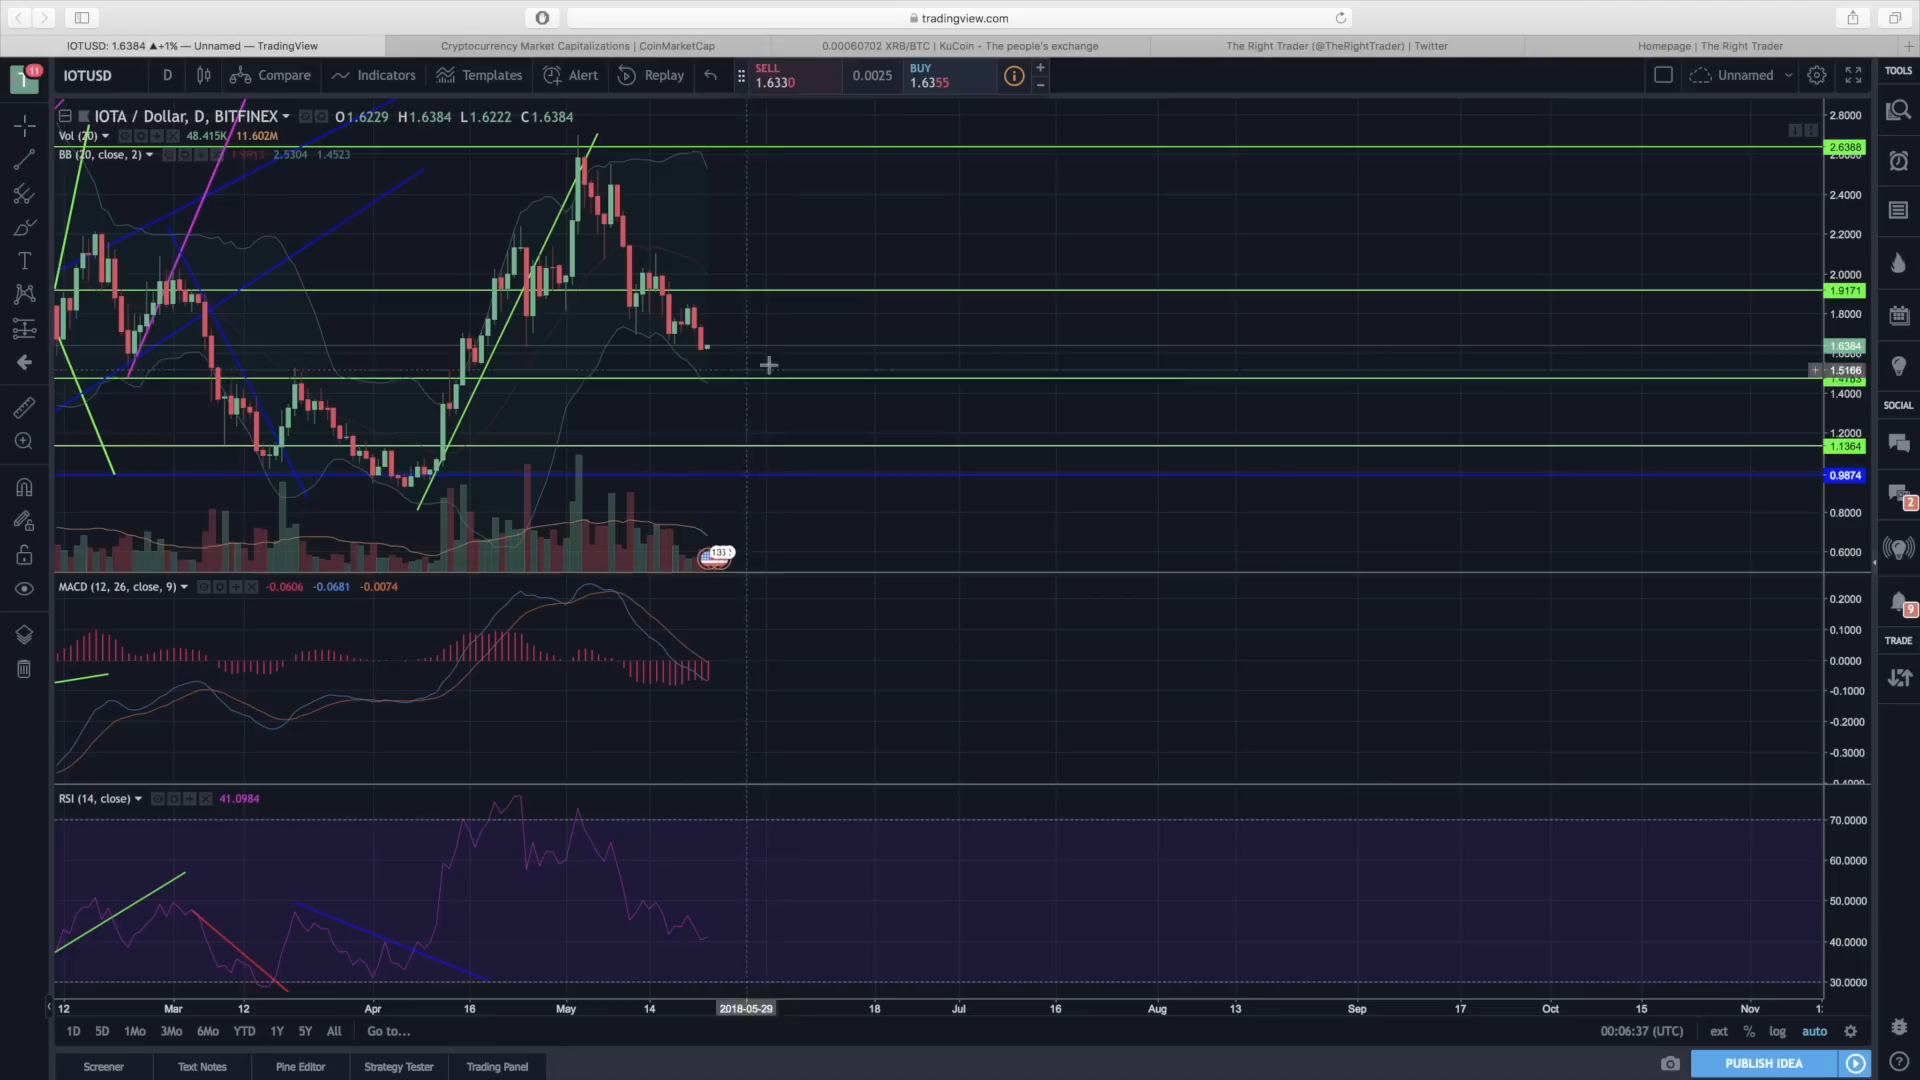 tradingview.com
IOTUSD: 1.6384 ▲+1% — Unnamed — TradingView
Cryptocurrency Market Capitalizations | CoinMarketCap
0.00060702 XRB/BTC | KuCoin - The people's exchange
The Right Trader (@TheRightTrader) | Twitter
Homepage | The Right Trader
11
IOTUSD D Compare Indicators Templates Alert Replay
SELL
1.6330
0.0025
BUY
1.6355
Unnamed
TOOLS
IOTA / Dollar, D, BITFINEX O1.6229 H1.6384 L1.6222 C1.6384
Vol (20) 48.415K 11.602M
BB (20, close, 2) 2.5304 1.4523
2.8000
2.6388
2.4000
2.2000
2.0000
1.9171
1.8000
1.6384
1.5166
1.4000
1.2000
1.1364
0.9874
0.8000
0.6000
SOCIAL
2
9
TRADE
MACD (12, 26, close, 9) -0.0606 -0.0681 -0.0074
0.2000
0.1000
0.0000
-0.1000
-0.2000
-0.3000
RSI (14, close) 41.0984
70.0000
60.0000
50.0000
40.0000
30.0000
12 Mar 12 Apr 16 May 14 2018-05-29 18 Jul 16 Aug 13 Sep 17 Oct 15 Nov
1D 5D 1Mo 3Mo 6Mo YTD 1Y 5Y All Go to...
00:06:37 (UTC) ext % log auto
Screener Text Notes Pine Editor Strategy Tester Trading Panel
PUBLISH IDEA